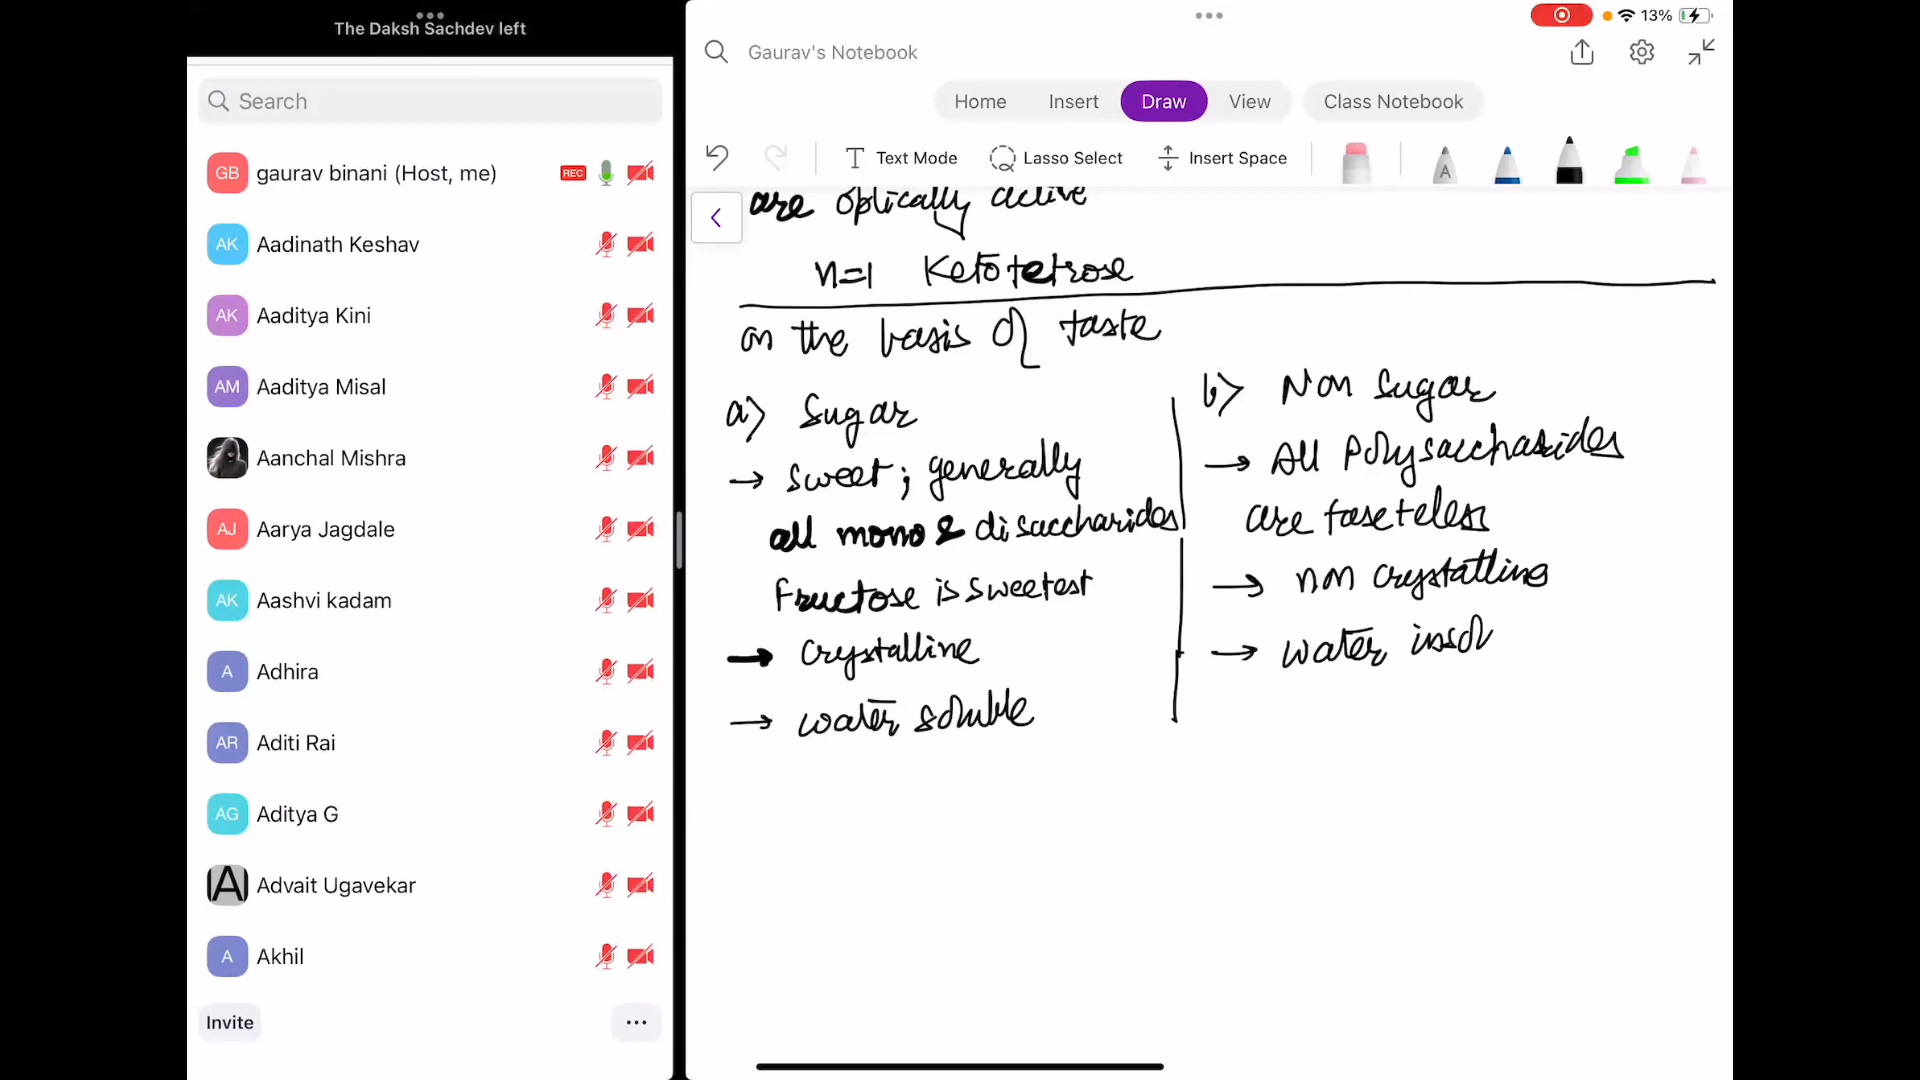 The Daksh Sachdev left
Search
GB gaurav binani (Host, me) REC
AK Aadinath Keshav
AK Aaditya Kini
AM Aaditya Misal
Aanchal Mishra
AJ Aarya Jagdale
AK Aashvi kadam
A Adhira
AR Aditi Rai
AG Aditya G
A Advait Ugavekar
A Akhil
Invite
13%
Gaurav's Notebook
Home Insert Draw View Class Notebook
Text Mode Lasso Select Insert Space
are optically active
n=1 Ketotetrose
on the basis of taste
a) Sugar
→ sweet; generally
all mono & disaccharides
Fructose is sweetest
→ crystalline
→ water soluble
b) Non sugar
→ All Polysaccharides
are tasteless
→ non crystalline
→ water insol